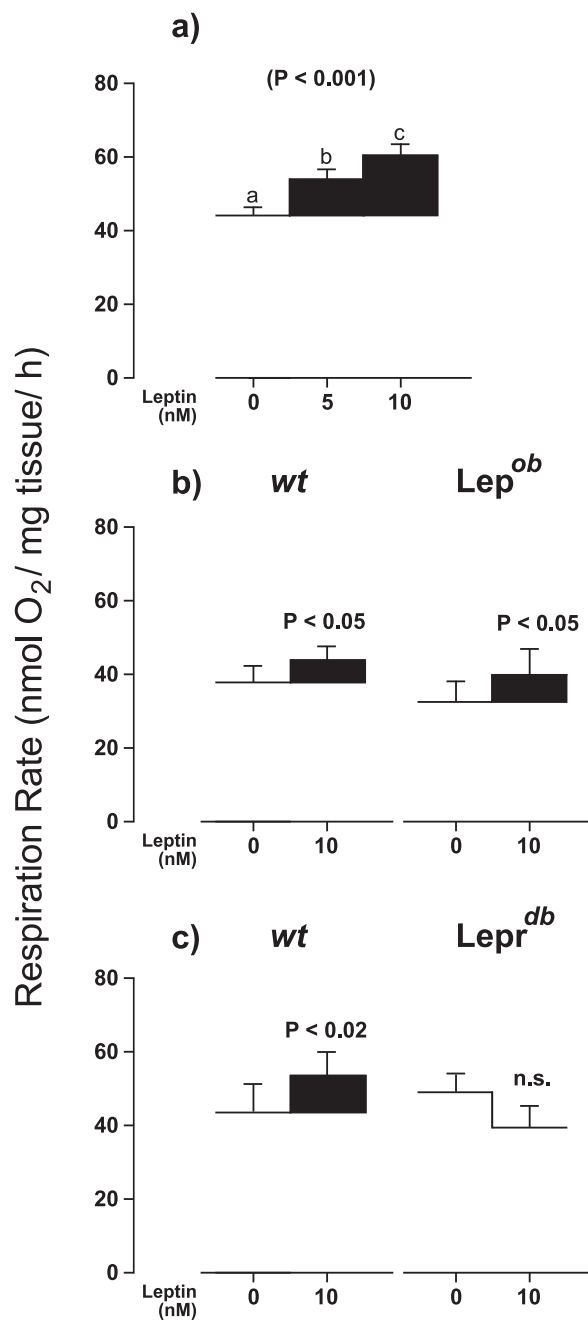 a)
(P < 0.001)
80
60
40
20
0
a
b
c
Leptin
(nM)
0 5 10
Respiration Rate (nmol O2/ mg tissue/ h)
b) wt Lep^ob
80
60
40
20
0
P < 0.05 P < 0.05
Leptin
(nM)
0 10 0 10
c) wt Lepr^db
80
60
40
20
0
P < 0.02 n.s.
Leptin
(nM)
0 10 0 10